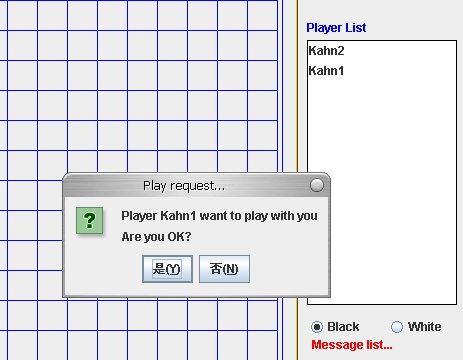 Player List
Kahn2
Kahn1
Play request...
Player Kahn1 want to play with you
Are you OK?
是(Y) 否(N)
Black White
Message list...